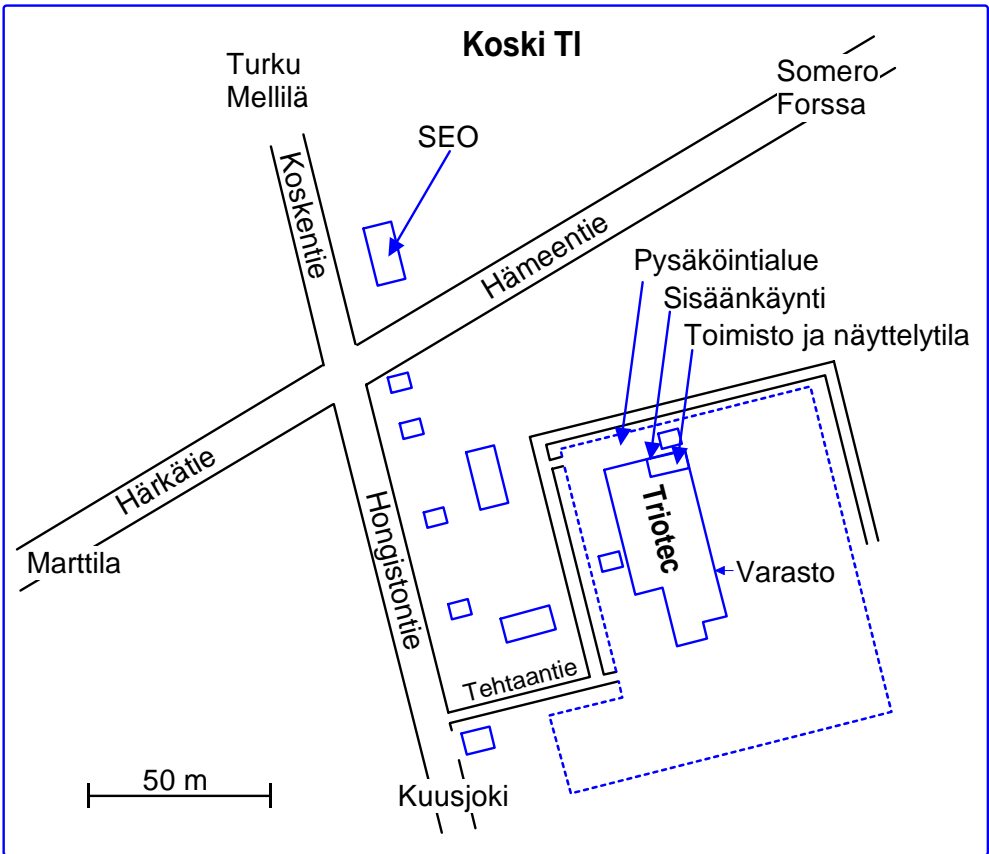 Koski Tl
Turku
Mellilä
Somero
Forssa
SEO
Koskentie
Hämeentie
Pysäköintialue
Sisäänkäynti
Toimisto ja näyttelytila
Härkätie
Hongistontie
Triotec
Marttila
Varasto
Tehtaantie
50 m
Kuusjoki